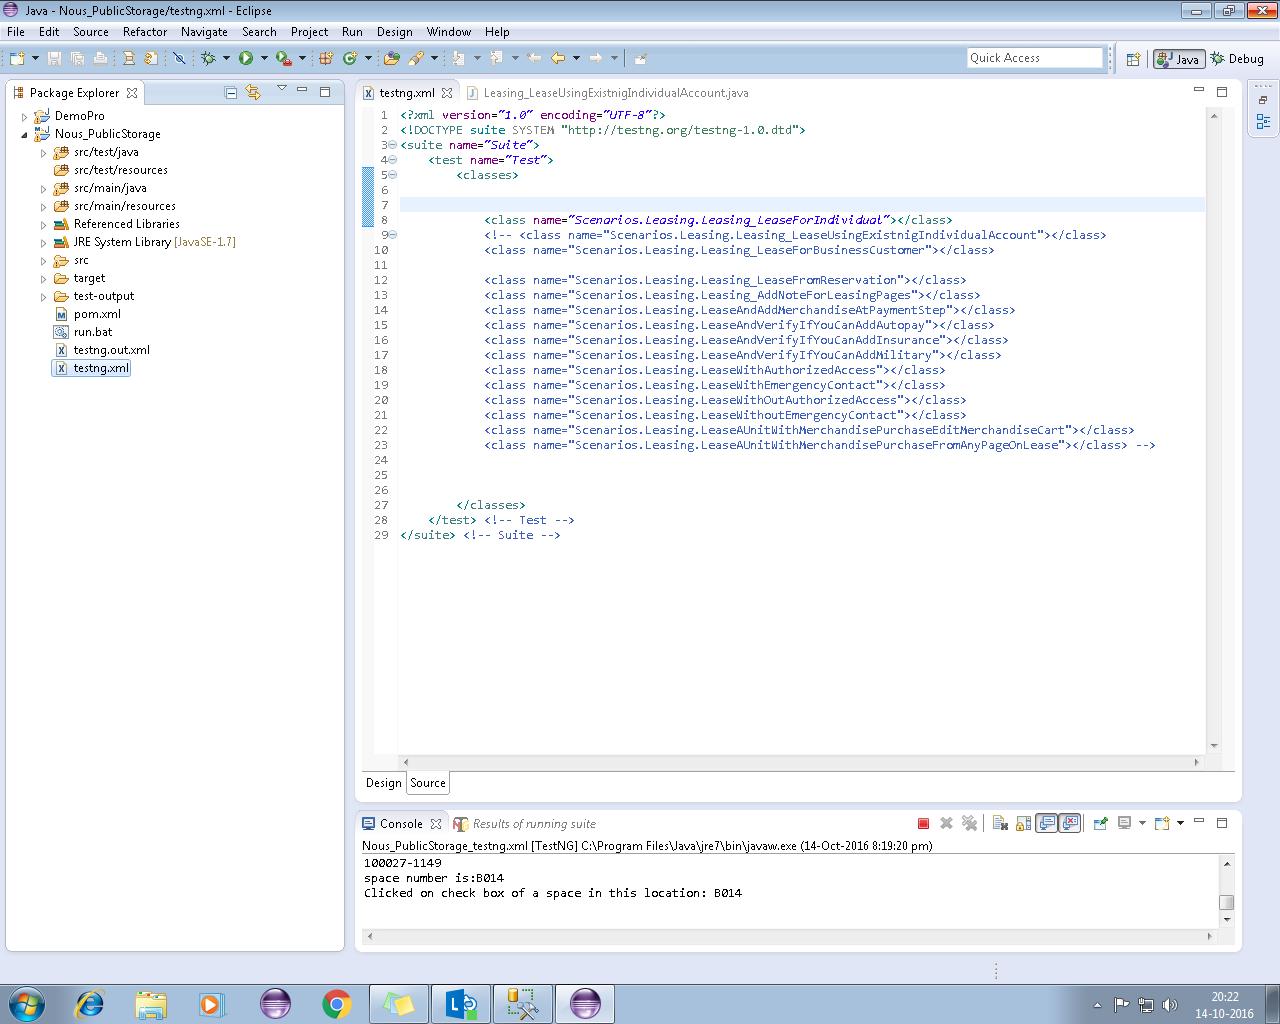 Java - Nous_PublicStorage/testng.xml - Eclipse
File Edit Source Refactor Navigate Search Project Run Design Window Help
Quick Access
Java
Debug
Package Explorer
DemoPro
Nous_PublicStorage
src/test/java
src/test/resources
src/main/java
src/main/resources
Referenced Libraries
JRE System Library [JavaSE-1.7]
src
target
test-output
pom.xml
run.bat
testng.out.xml
testng.xml
testng.xml
Leasing_LeaseUsingExistnigIndividualAccount.java
1 <?xml version="1.0" encoding="UTF-8"?>
2 <!DOCTYPE suite SYSTEM "http://testng.org/testng-1.0.dtd">
3 <suite name="Suite">
4 <test name="Test">
5 <classes>
6
7
8 <class name="Scenarios.Leasing.Leasing_LeaseForIndividual"></class>
9 <!-- <class name="Scenarios.Leasing.Leasing_LeaseUsingExistnigIndividualAccount"></class>
10 <class name="Scenarios.Leasing.Leasing_LeaseForBusinessCustomer"></class>
11
12 <class name="Scenarios.Leasing.Leasing_LeaseFromReservation"></class>
13 <class name="Scenarios.Leasing.Leasing_AddNoteForLeasingPages"></class>
14 <class name="Scenarios.Leasing.LeaseAndAddMerchandiseAtPaymentStep"></class>
15 <class name="Scenarios.Leasing.LeaseAndVerifyIfYouCanAddAutopay"></class>
16 <class name="Scenarios.Leasing.LeaseAndVerifyIfYouCanAddInsurance"></class>
17 <class name="Scenarios.Leasing.LeaseAndVerifyIfYouCanAddMilitary"></class>
18 <class name="Scenarios.Leasing.LeaseWithAuthorizedAccess"></class>
19 <class name="Scenarios.Leasing.LeaseWithEmergencyContact"></class>
20 <class name="Scenarios.Leasing.LeaseWithOutAuthorizedAccess"></class>
21 <class name="Scenarios.Leasing.LeaseWithoutEmergencyContact"></class>
22 <class name="Scenarios.Leasing.LeaseAUnitWithMerchandisePurchaseEditMerchandiseCart"></class>
23 <class name="Scenarios.Leasing.LeaseAUnitWithMerchandisePurchaseFromAnyPageOnLease"></class> -->
24
25
26
27 </classes>
28 </test> <!-- Test -->
29 </suite> <!-- Suite -->
Design Source
Console
Results of running suite
Nous_PublicStorage_testng.xml [TestNG] C:\Program Files\Java\jre7\bin\javaw.exe (14-Oct-2016 8:19:20 pm)
100027-1149
space number is:B014
Clicked on check box of a space in this location: B014
20:22
14-10-2016